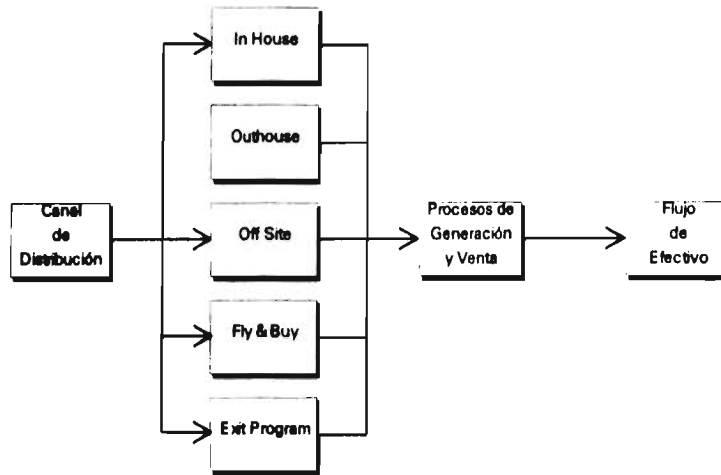 In House
Outhouse
Canal
de
Distribución
Off Site
Procesos de
Generación
y Venta
Flujo
de
Efectivo
Fly & Buy
Exit Program